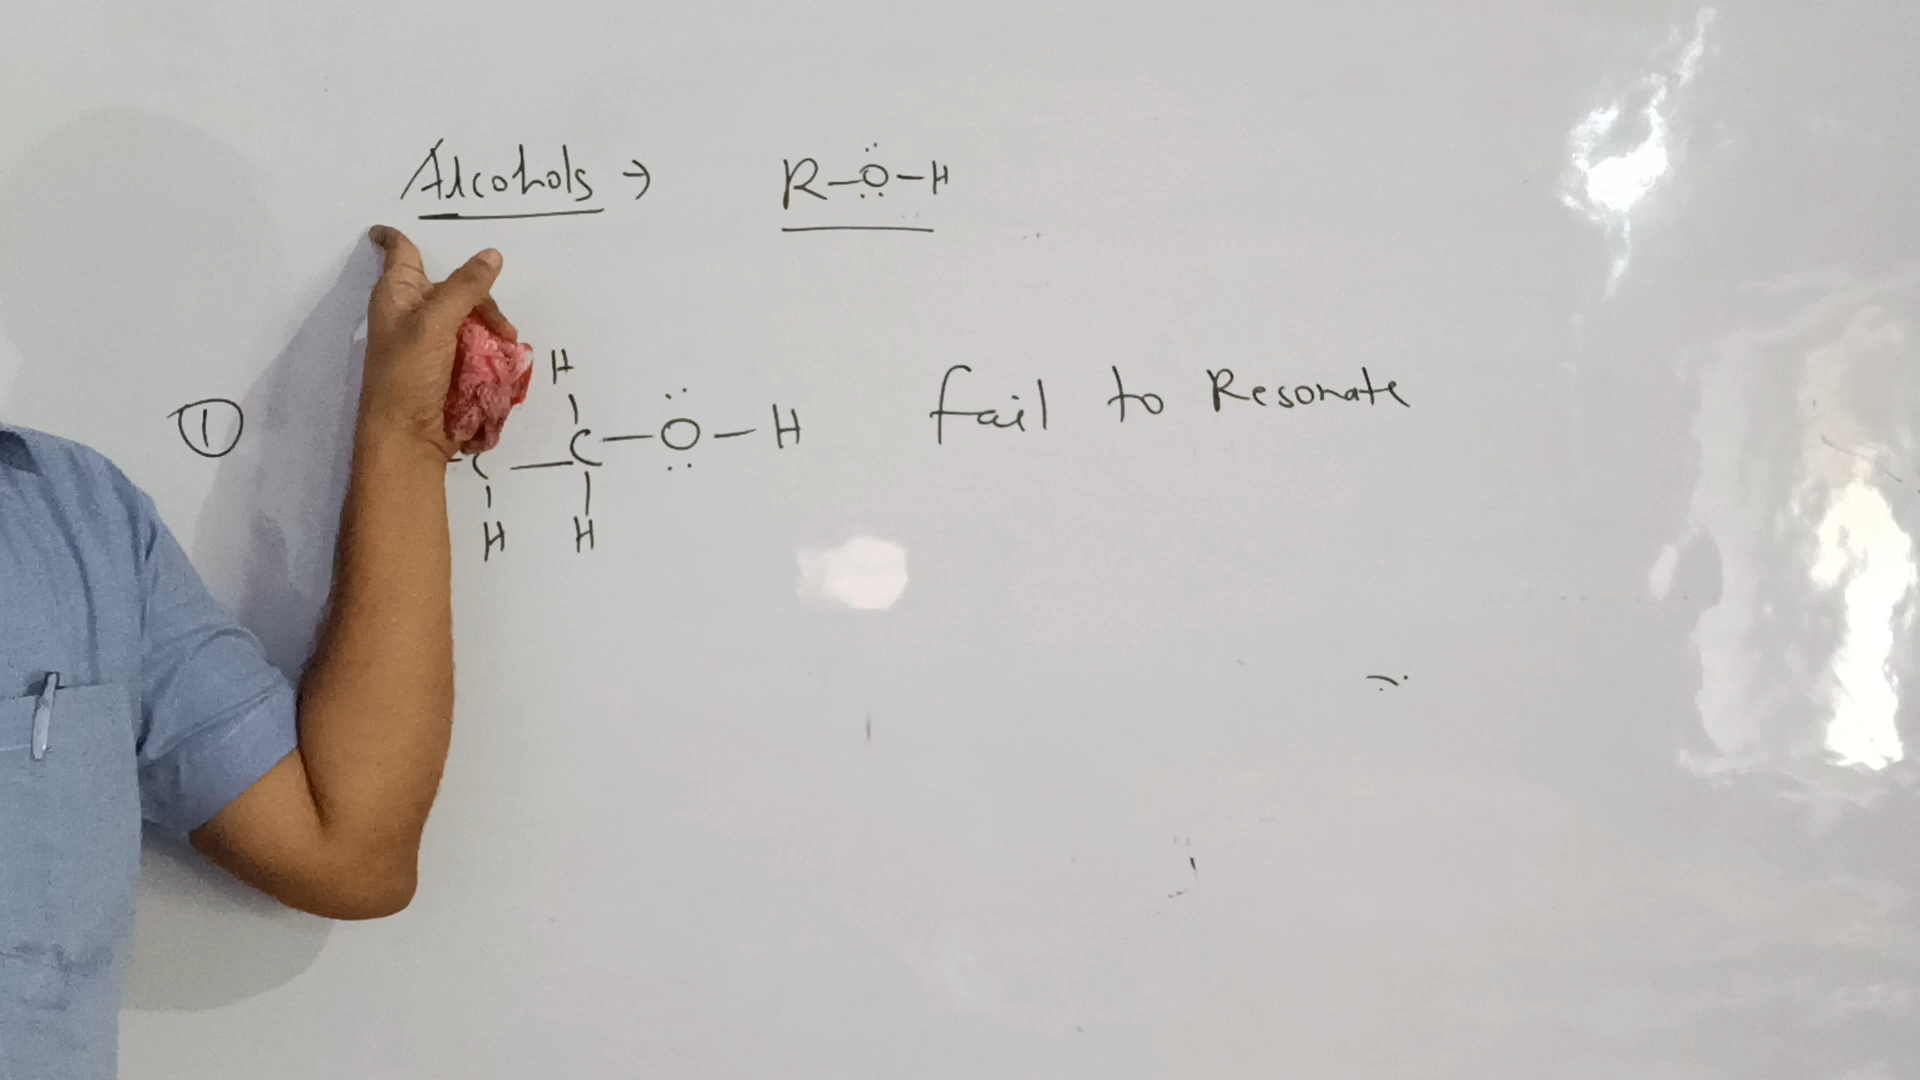 Alcohols → R-Ö-H
① H
C — C — O — H fail to Resonate
H H